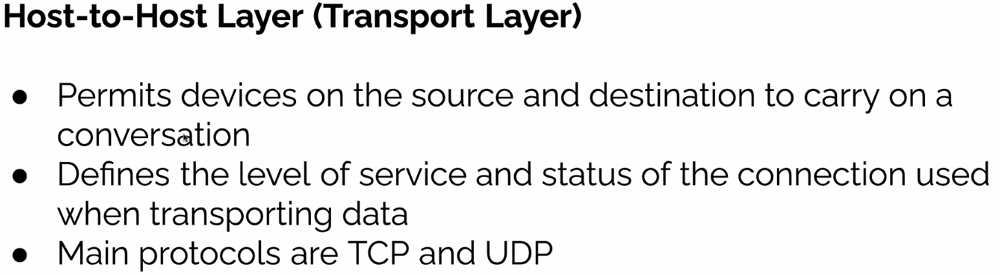 Host-to-Host Layer (Transport Layer)
● Permits devices on the source and destination to carry on a
conversation
● Defines the level of service and status of the connection used
when transporting data
● Main protocols are TCP and UDP